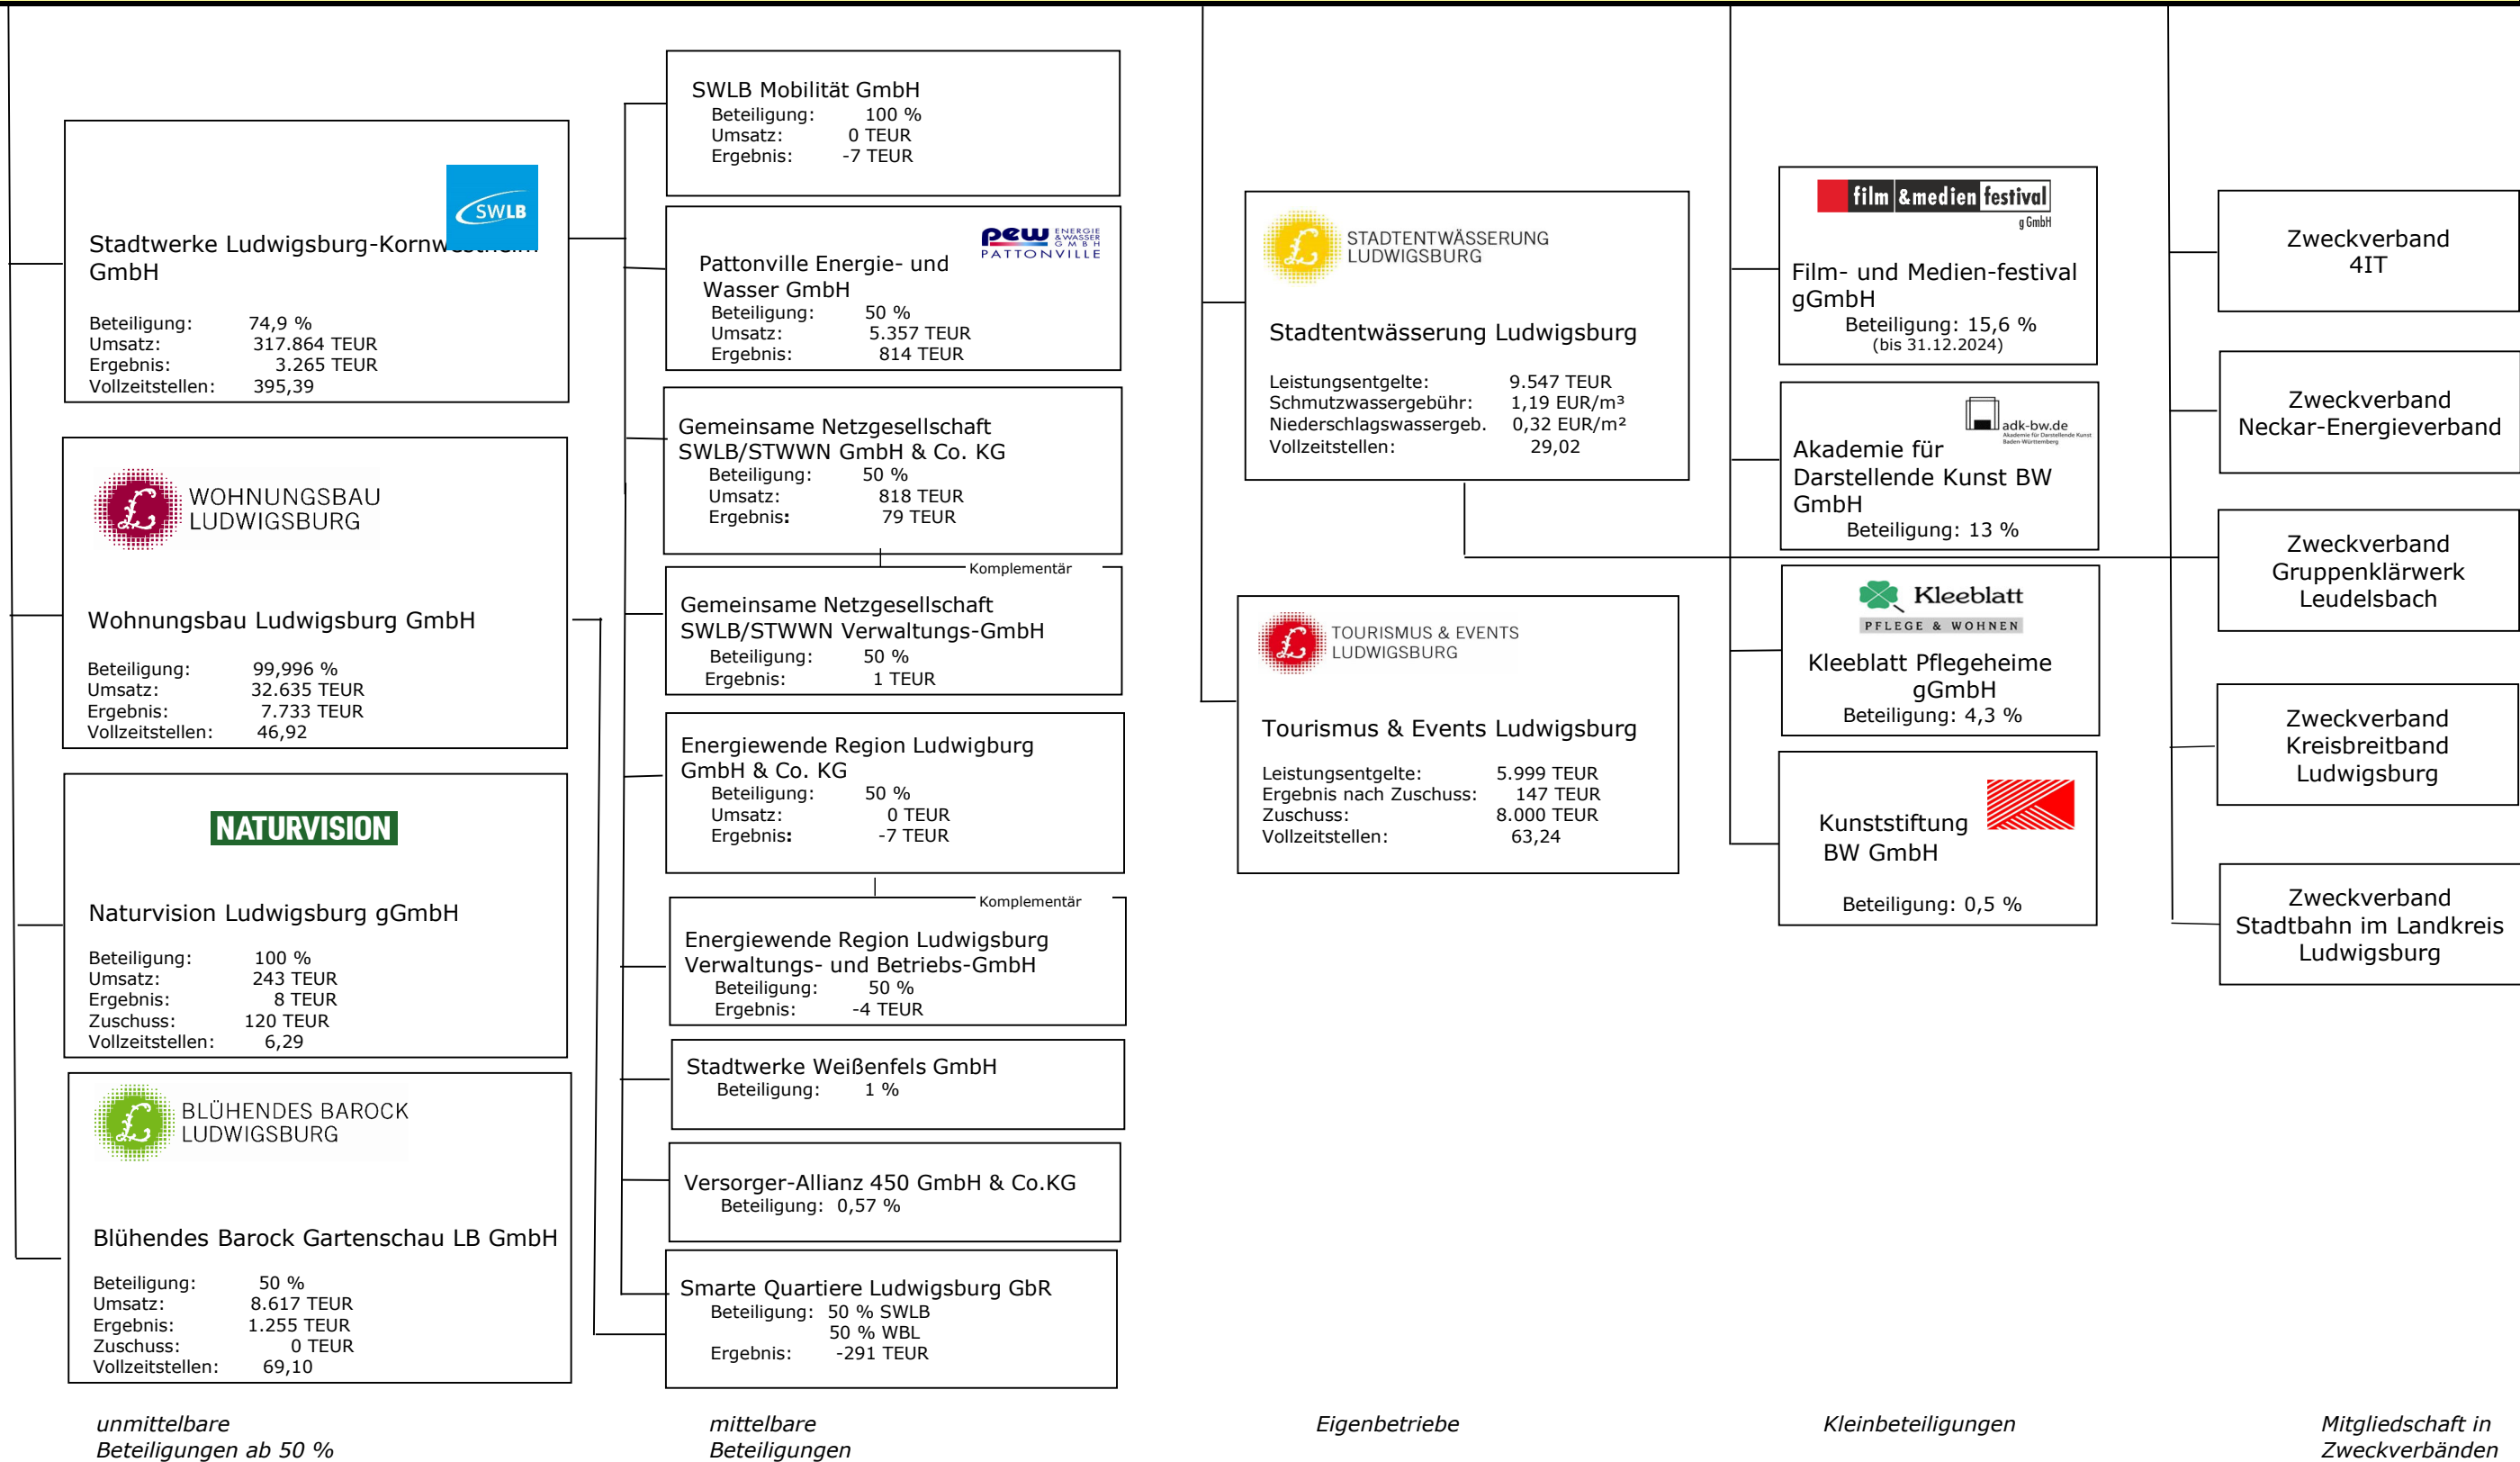 SWLB
Stadtwerke Ludwigsburg-Kornwestheim
GmbH
Beteiligung: 74,9 %
Umsatz: 317.864 TEUR
Ergebnis: 3.265 TEUR
Vollzeitstellen: 395,39
WOHNUNGSBAU
LUDWIGSBURG
Wohnungsbau Ludwigsburg GmbH
Beteiligung: 99,996 %
Umsatz: 32.635 TEUR
Ergebnis: 7.733 TEUR
Vollzeitstellen: 46,92
NATURVISION
Naturvision Ludwigsburg gGmbH
Beteiligung: 100 %
Umsatz: 243 TEUR
Ergebnis: 8 TEUR
Zuschuss: 120 TEUR
Vollzeitstellen: 6,29
BLÜHENDES BAROCK
LUDWIGSBURG
Blühendes Barock Gartenschau LB GmbH
Beteiligung: 50 %
Umsatz: 8.617 TEUR
Ergebnis: 1.255 TEUR
Zuschuss: 0 TEUR
Vollzeitstellen: 69,10
unmittelbare
Beteiligungen ab 50 %
SWLB Mobilität GmbH
Beteiligung: 100 %
Umsatz: 0 TEUR
Ergebnis: -7 TEUR
pew ENERGIE
&WASSER
GMBH
PATTONVILLE
Pattonville Energie- und
Wasser GmbH
Beteiligung: 50 %
Umsatz: 5.357 TEUR
Ergebnis: 814 TEUR
Gemeinsame Netzgesellschaft
SWLB/STWWN GmbH & Co. KG
Beteiligung: 50 %
Umsatz: 818 TEUR
Ergebnis: 79 TEUR
Komplementär
Gemeinsame Netzgesellschaft
SWLB/STWWN Verwaltungs-GmbH
Beteiligung: 50 %
Ergebnis: 1 TEUR
Energiewende Region Ludwigburg
GmbH & Co. KG
Beteiligung: 50 %
Umsatz: 0 TEUR
Ergebnis: -7 TEUR
Komplementär
Energiewende Region Ludwigsburg
Verwaltungs- und Betriebs-GmbH
Beteiligung: 50 %
Ergebnis: -4 TEUR
Stadtwerke Weißenfels GmbH
Beteiligung: 1 %
Versorger-Allianz 450 GmbH & Co.KG
Beteiligung: 0,57 %
Smarte Quartiere Ludwigsburg GbR
Beteiligung: 50 % SWLB
50 % WBL
Ergebnis: -291 TEUR
mittelbare
Beteiligungen
STADTENTWÄSSERUNG
LUDWIGSBURG
Stadtentwässerung Ludwigsburg
Leistungsentgelte: 9.547 TEUR
Schmutzwassergebühr: 1,19 EUR/m³
Niederschlagswassergeb. 0,32 EUR/m²
Vollzeitstellen: 29,02
TOURISMUS & EVENTS
LUDWIGSBURG
Tourismus & Events Ludwigsburg
Leistungsentgelte: 5.999 TEUR
Ergebnis nach Zuschuss: 147 TEUR
Zuschuss: 8.000 TEUR
Vollzeitstellen: 63,24
Eigenbetriebe
film &medien festival
gGmbH
Film- und Medien-festival
gGmbH
Beteiligung: 15,6 %
(bis 31.12.2024)
adk-bw.de
Akademie für Darstellende Kunst
Baden-Württemberg
Akademie für
Darstellende Kunst BW
GmbH
Beteiligung: 13 %
Kleeblatt
PFLEGE & WOHNEN
Kleeblatt Pflegeheime
gGmbH
Beteiligung: 4,3 %
Kunststiftung
BW GmbH
Beteiligung: 0,5 %
Kleinbeteiligungen
Zweckverband
4IT
Zweckverband
Neckar-Energieverband
Zweckverband
Gruppenklärwerk
Leudelsbach
Zweckverband
Kreisbreitband
Ludwigsburg
Zweckverband
Stadtbahn im Landkreis
Ludwigsburg
Mitgliedschaft in
Zweckverbänden